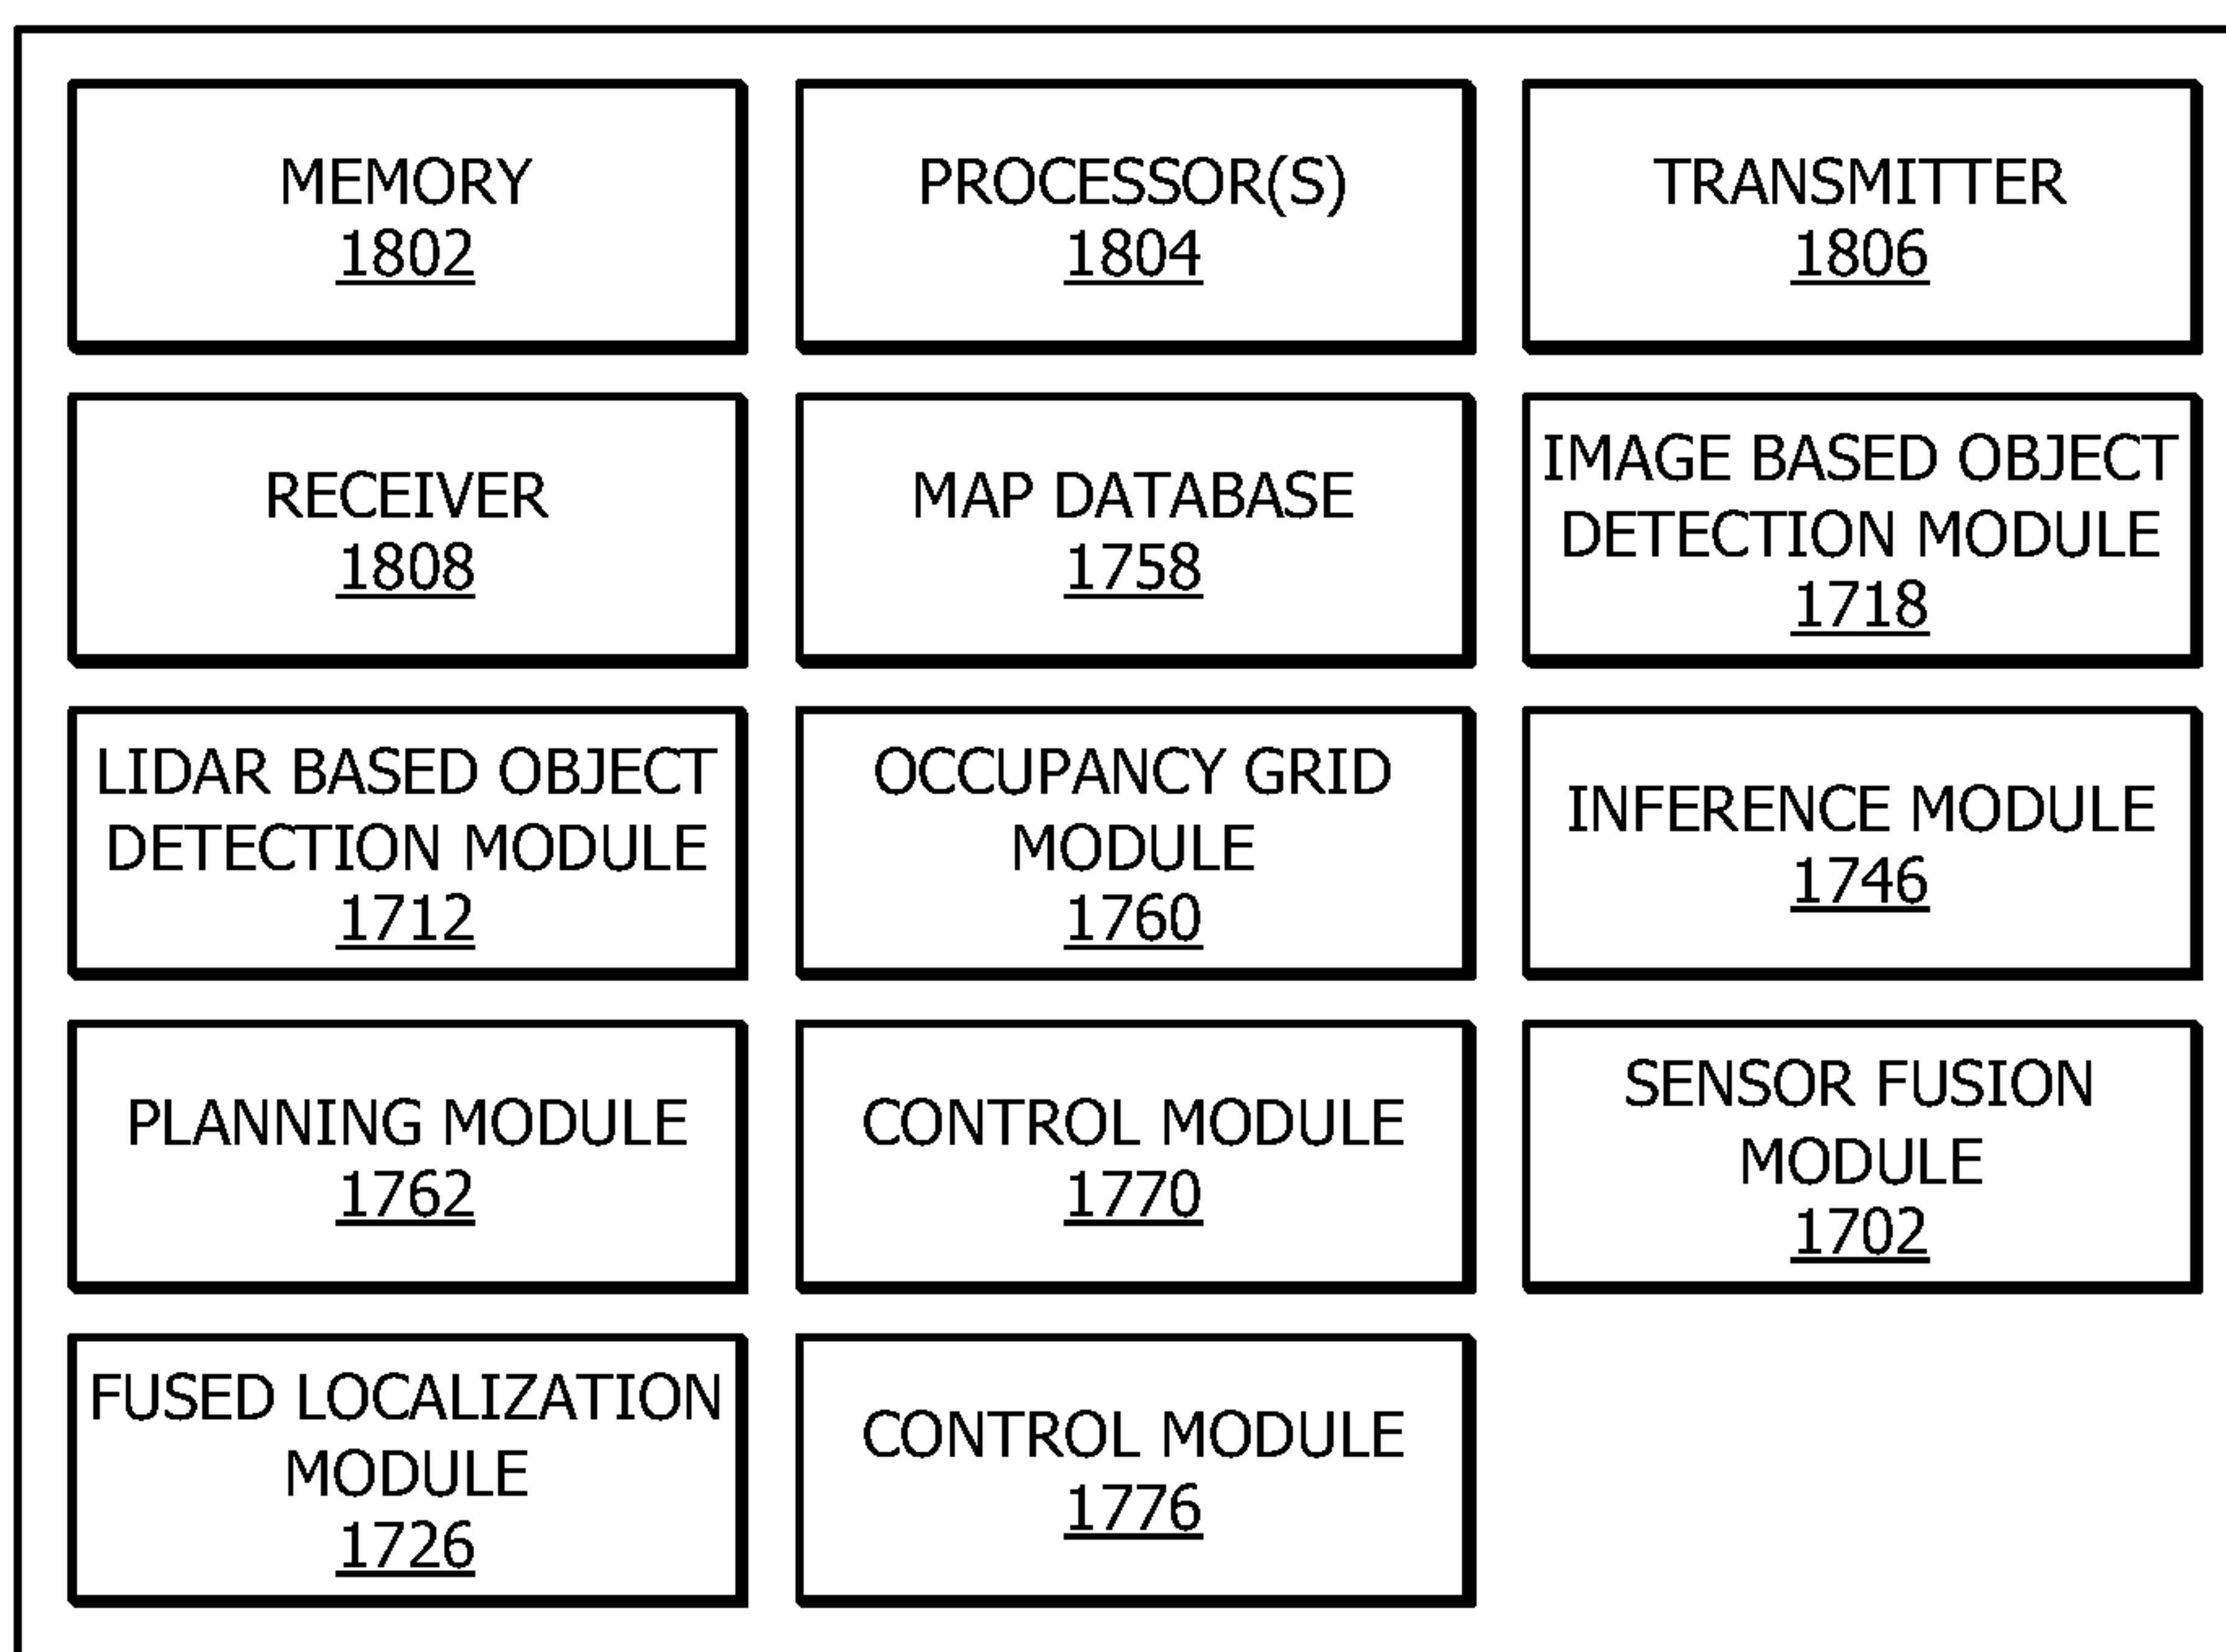 MEMORY
1802
PROCESSOR(S)
1804
TRANSMITTER
1806
RECEIVER
1808
MAP DATABASE
1758
IMAGE BASED OBJECT
DETECTION MODULE
1718
LIDAR BASED OBJECT
DETECTION MODULE
1712
OCCUPANCY GRID
MODULE
1760
INFERENCE MODULE
1746
PLANNING MODULE
1762
CONTROL MODULE
1770
SENSOR FUSION
MODULE
1702
FUSED LOCALIZATION
MODULE
1726
CONTROL MODULE
1776